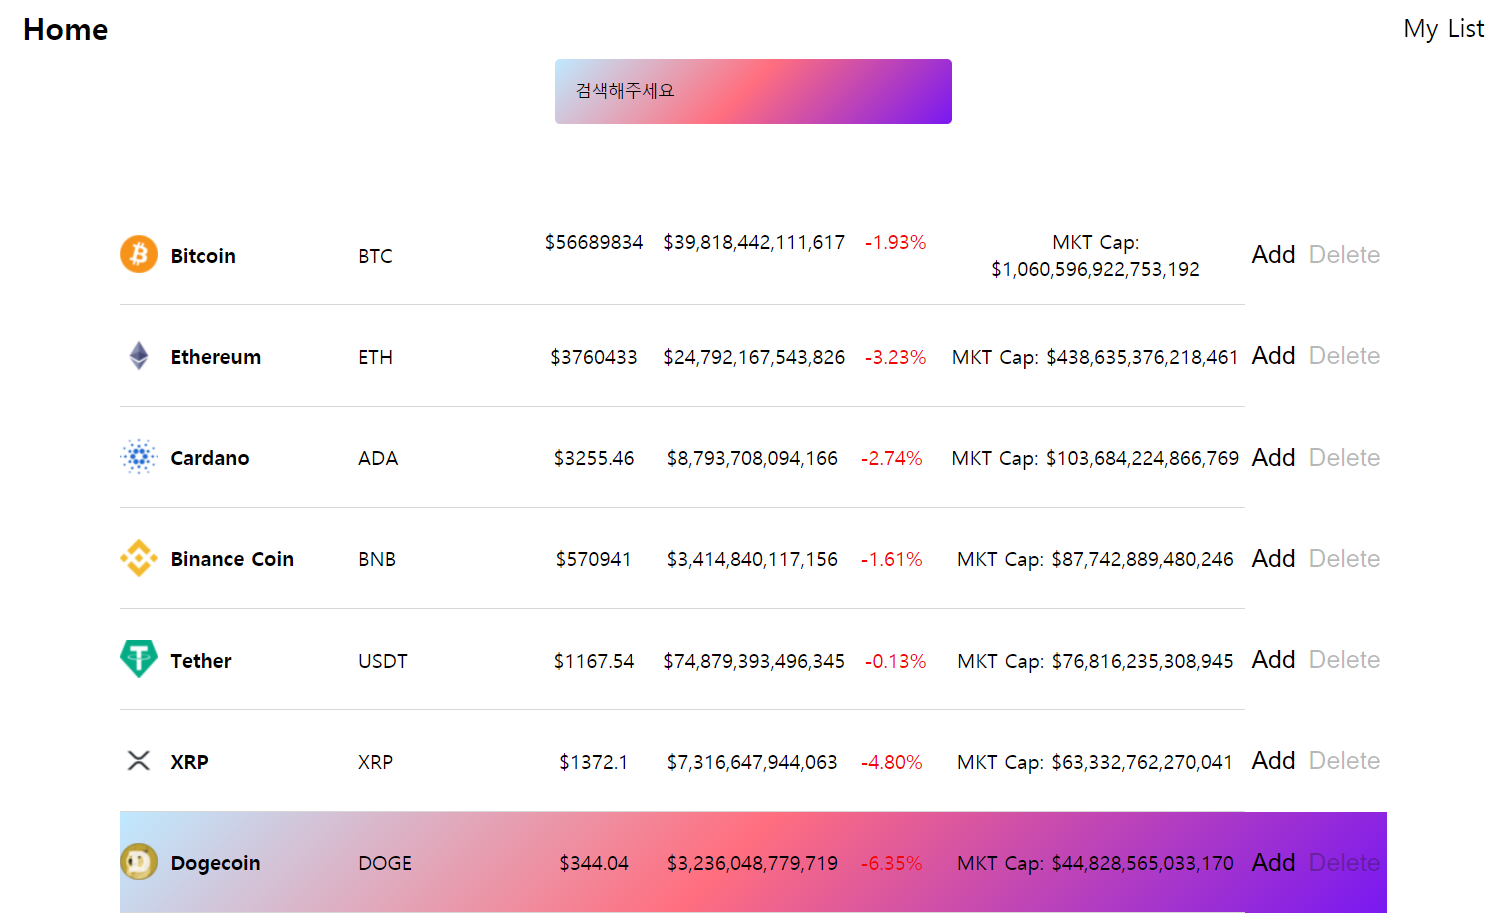 Home My List
검색해주세요
Bitcoin BTC $56689834 $39,818,442,111,617 -1.93% MKT Cap: $1,060,596,922,753,192 Add Delete
Ethereum ETH $3760433 $24,792,167,543,826 -3.23% MKT Cap: $438,635,376,218,461 Add Delete
Cardano ADA $3255.46 $8,793,708,094,166 -2.74% MKT Cap: $103,684,224,866,769 Add Delete
Binance Coin BNB $570941 $3,414,840,117,156 -1.61% MKT Cap: $87,742,889,480,246 Add Delete
Tether USDT $1167.54 $74,879,393,496,345 -0.13% MKT Cap: $76,816,235,308,945 Add Delete
XRP XRP $1372.1 $7,316,647,944,063 -4.80% MKT Cap: $63,332,762,270,041 Add Delete
Dogecoin DOGE $344.04 $3,236,048,779,719 -6.35% MKT Cap: $44,828,565,033,170 Add Delete